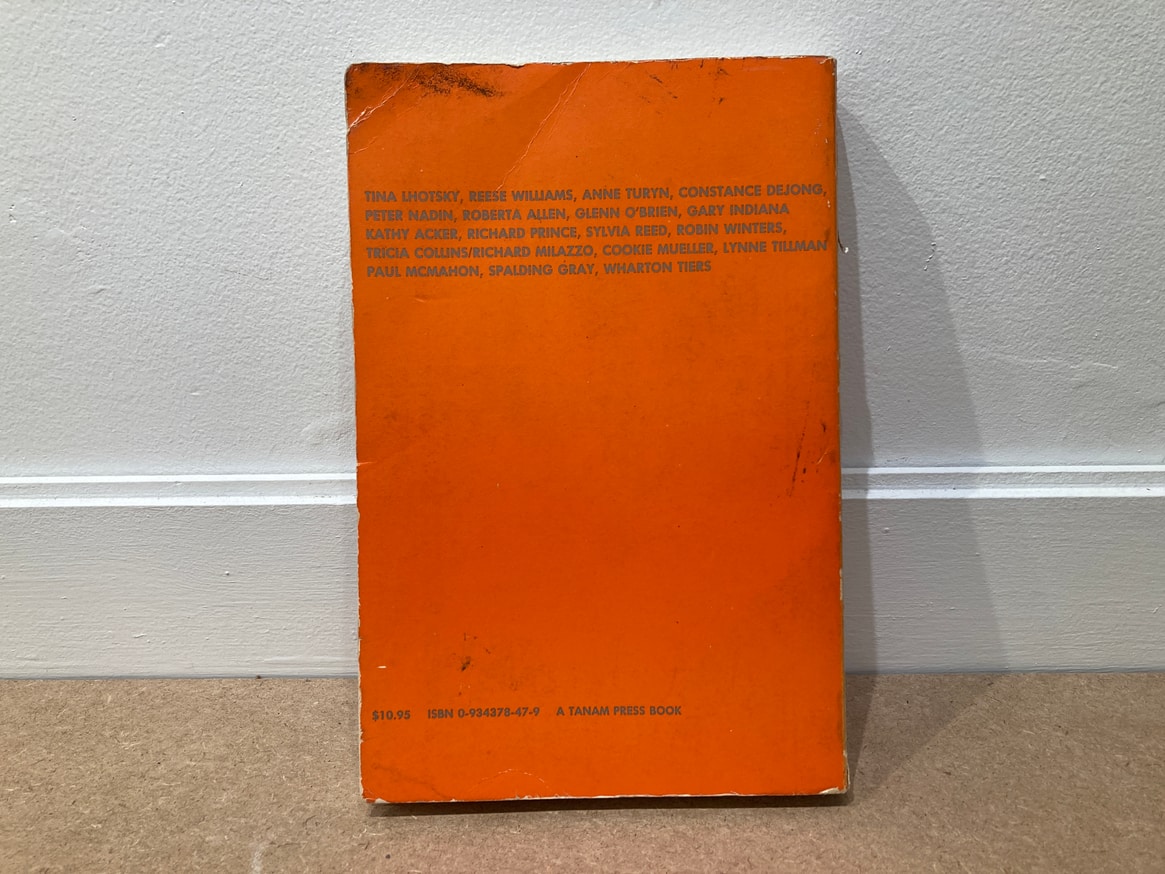 TINA LHOTSKY, REESE WILLIAMS, ANNE TURYN, CONSTANCE DEJONG,
PETER NADIN, ROBERTA ALLEN, GLENN O'BRIEN, GARY INDIANA
KATHY ACKER, RICHARD PRINCE, SYLVIA REED, ROBIN WINTERS,
TRICIA COLLINS/RICHARD MILAZZO, COOKIE MUELLER, LYNNE TILLMAN
PAUL MCMAHON, SPALDING GRAY, WHARTON TIERS
$10.95 ISBN 0-934378-47-9 A TANAM PRESS BOOK